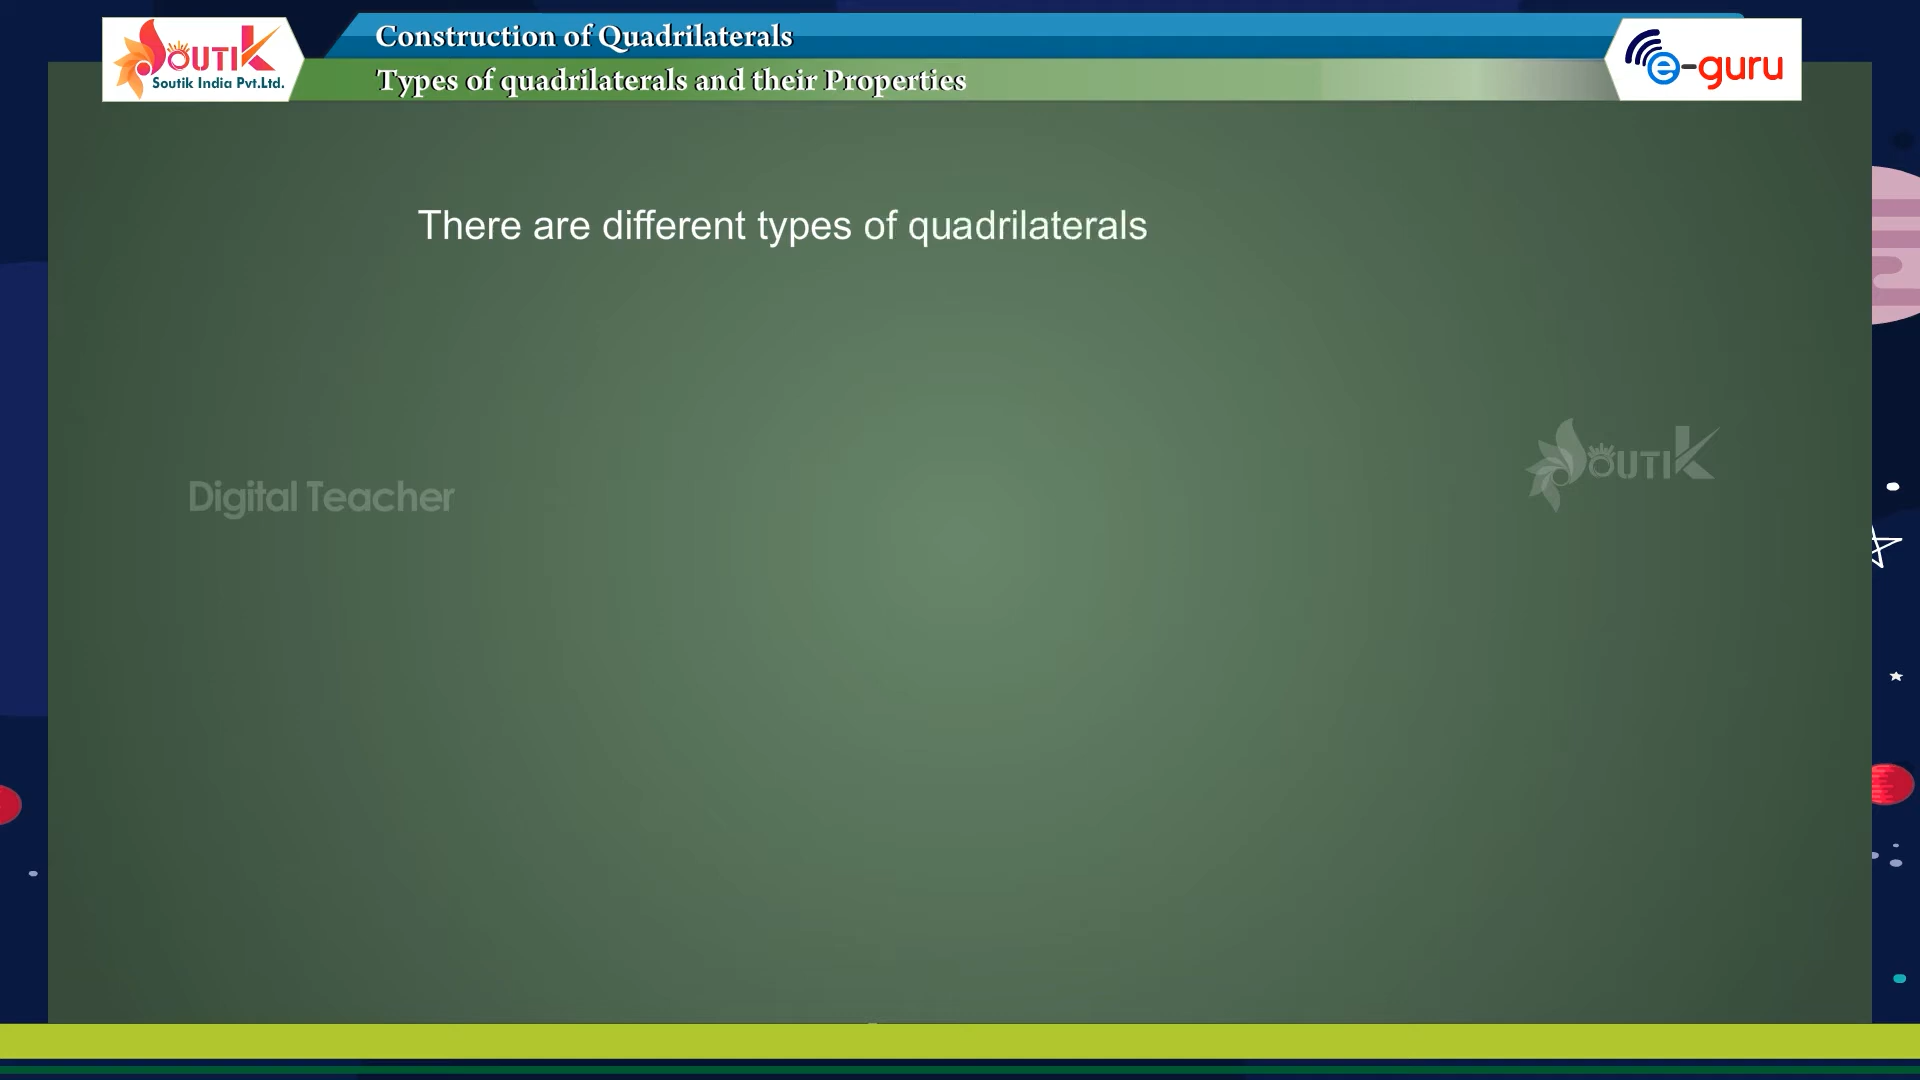 SOUTIK
Soutik India Pvt.Ltd.
Construction of Quadrilaterals
Types of quadrilaterals and their Properties
e-guru
There are different types of quadrilaterals
Digital Teacher
SOUTIK